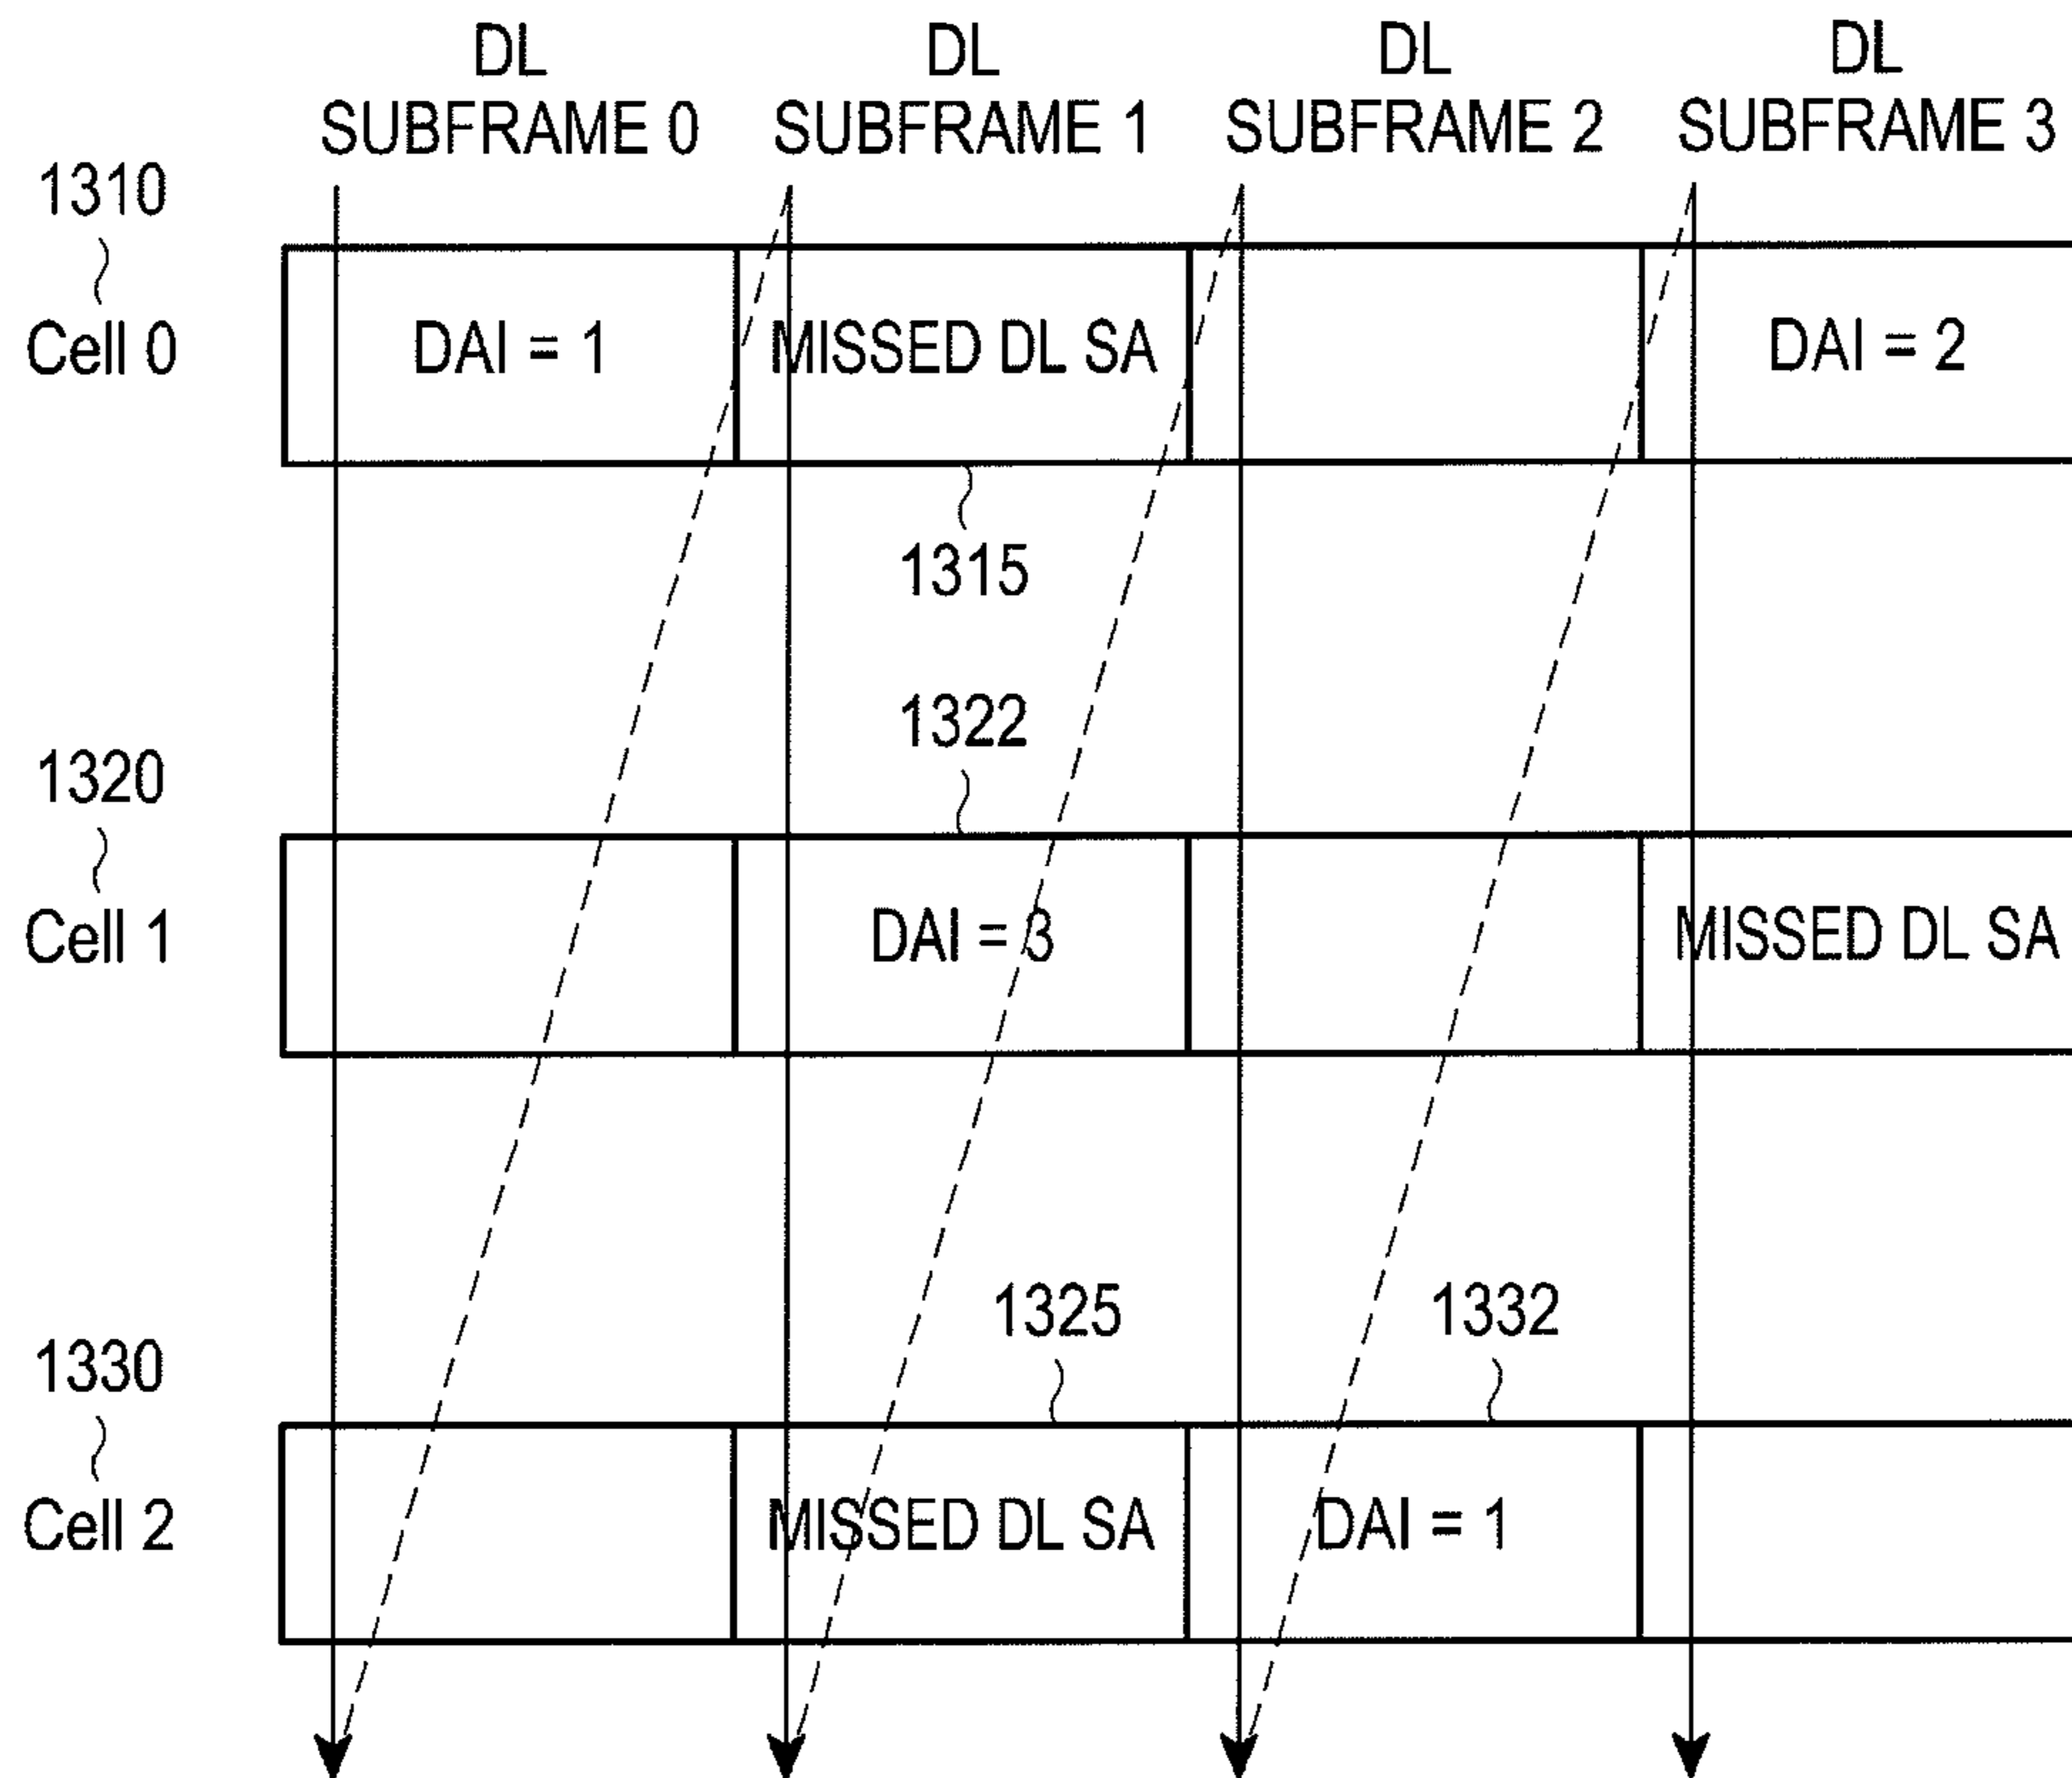 DL DL DL DL
SUBFRAME 0 SUBFRAME 1 SUBFRAME 2 SUBFRAME 3
1310
Cell 0 DAI = 1 MISSED DL SA DAI = 2
1315
1322
1320
Cell 1 DAI = 3 MISSED DL SA
1325 1332
1330
Cell 2 MISSED DL SA DAI = 1